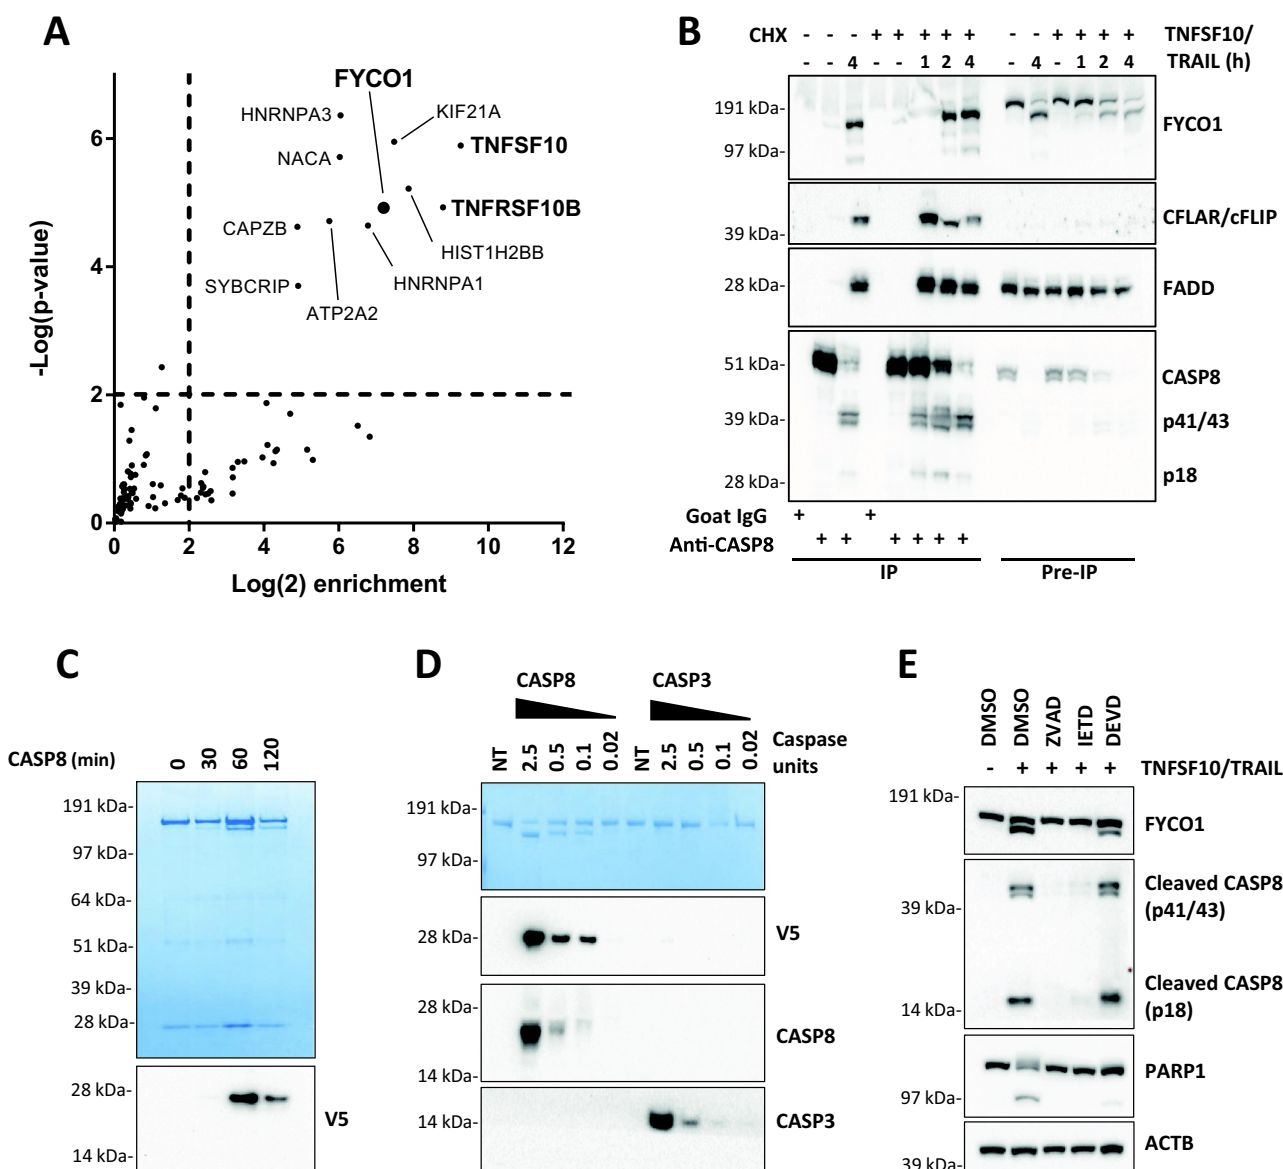 A
FYCO1
HNRNPA3
KIF21A
TNFSF10
NACA
TNFRSF10B
CAPZB
HIST1H2BB
HNRNPA1
SYBCRIP
ATP2A2
-Log(p-value)
6
4
2
0
0 2 4 6 8 10 12
Log(2) enrichment
B
CHX - - - + + + + + - - + + + + TNFSF10/
- - 4 - - 1 2 4 - 4 - 1 2 4 TRAIL (h)
191 kDa-
97 kDa-
FYCO1
CFLAR/cFLIP
39 kDa-
28 kDa-
FADD
51 kDa-
CASP8
39 kDa-
p41/43
p18
28 kDa-
Goat IgG + +
Anti-CASP8 + + + + + +
IP Pre-IP
C
CASP8 (min) 0 30 60 120
191 kDa-
97 kDa-
64 kDa-
51 kDa-
39 kDa-
28 kDa-
28 kDa-
V5
14 kDa-
D
CASP8 CASP3
NT 2.5 0.5 0.1 0.02 NT 2.5 0.5 0.1 0.02 Caspase
units
191 kDa-
97 kDa-
28 kDa-
V5
28 kDa-
CASP8
14 kDa-
14 kDa-
CASP3
E
DMSO DMSO ZVAD IETD DEVD
- + + + + TNFSF10/TRAIL
191 kDa-
FYCO1
Cleaved CASP8
39 kDa-
(p41/43)
Cleaved CASP8
14 kDa-
(p18)
PARP1
97 kDa-
ACTB
39 kDa-